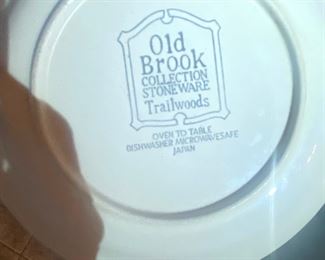 Old
Brook
COLLECTION
STONEWARE
Trailwoods
OVEN TO TABLE
DISHWASHER MICROWAVESAFE
JAPAN